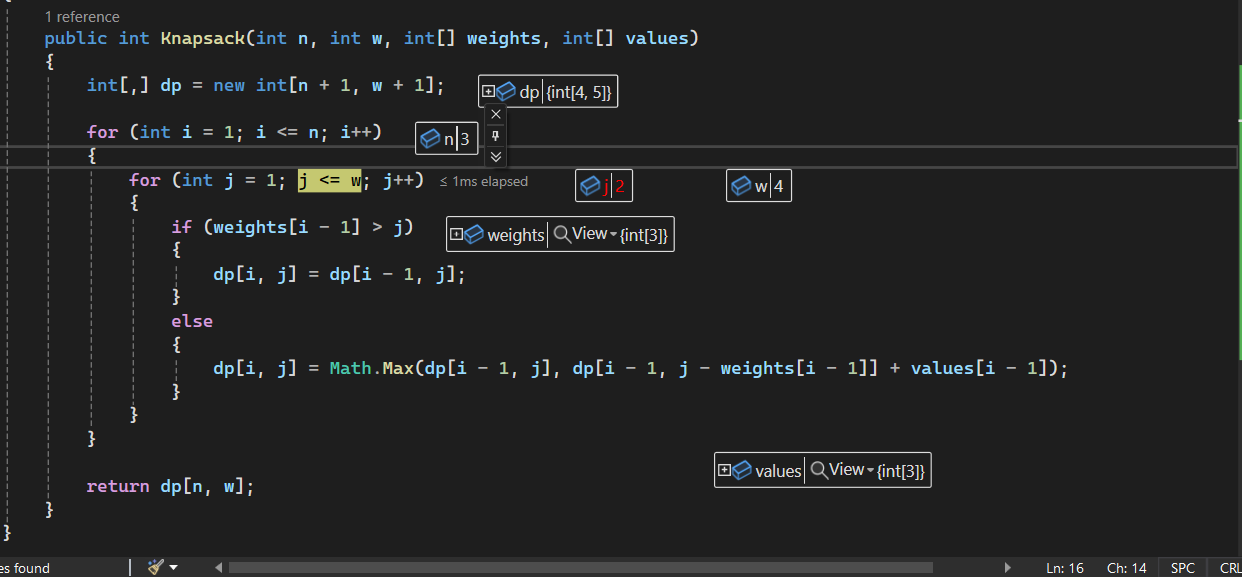 1 reference
public int Knapsack(int n, int w, int[] weights, int[] values)
{
int[,] dp = new int[n + 1, w + 1]; dp {int[4, 5]}
for (int i = 1; i <= n; i++) n 3
{
for (int j = 1; j <= w; j++) ≤ 1ms elapsed j 2 w 4
{
if (weights[i - 1] > j) weights View {int[3]}
{
dp[i, j] = dp[i - 1, j];
}
else
{
dp[i, j] = Math.Max(dp[i - 1, j], dp[i - 1, j - weights[i - 1]] + values[i - 1]);
}
}
}
values View {int[3]}
return dp[n, w];
}
}
es found Ln: 16 Ch: 14 SPC CRL